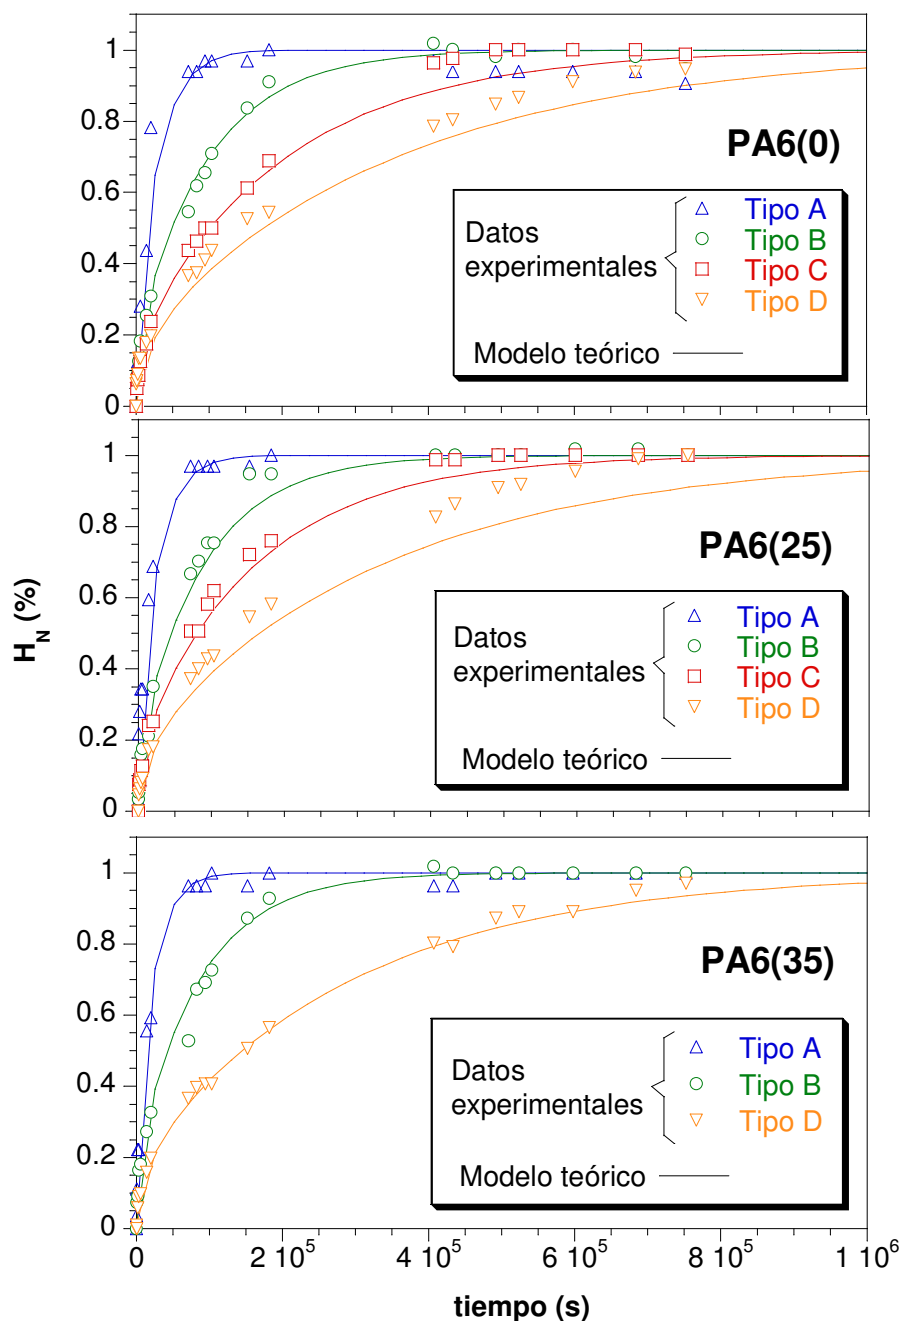 1
0.8
0.6
0.4
0.2
0
PA6(0)
Datos
experimentales
Tipo A
Tipo B
Tipo C
Tipo D
Modelo teórico
H_N (%)
1
0.8
0.6
0.4
0.2
0
PA6(25)
Datos
experimentales
Tipo A
Tipo B
Tipo C
Tipo D
Modelo teórico
1
0.8
0.6
0.4
0.2
0
PA6(35)
Datos
experimentales
Tipo A
Tipo B
Tipo D
Modelo teórico
0 2 10^5 4 10^5 6 10^5 8 10^5 1 10^6
tiempo (s)